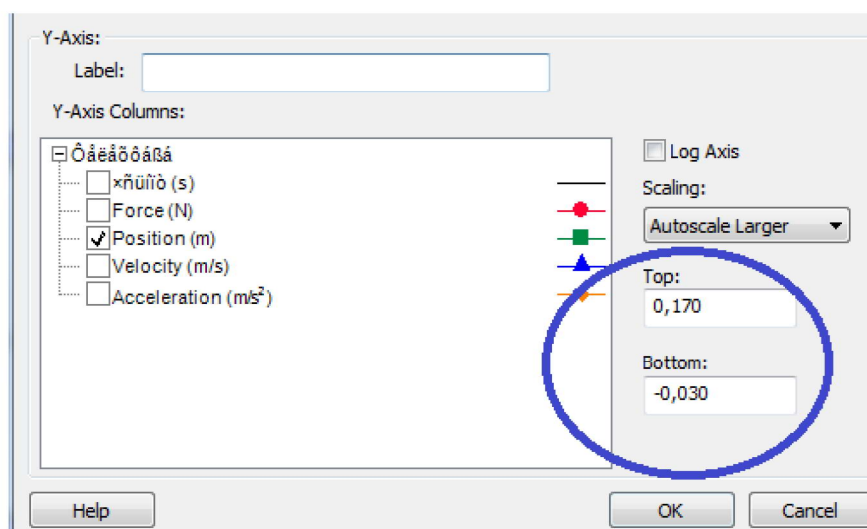 Y-Axis:
Label:
Y-Axis Columns:
Ôåëåõôáßá
×ñüíïò (s)
Force (N)
Position (m)
Velocity (m/s)
Acceleration (m/s²)
Log Axis
Scaling:
Autoscale Larger
Top:
0,170
Bottom:
-0,030
Help
OK
Cancel